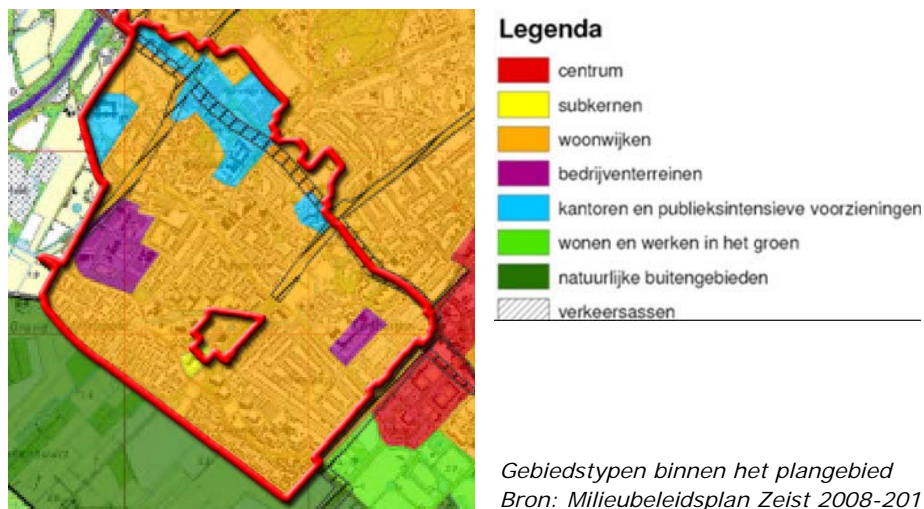 Legenda
centrum
subkernen
woonwijken
bedrijventerreinen
kantoren en publieksintensieve voorzieningen
wonen en werken in het groen
natuurlijke buitengebieden
verkeersassen
Gebiedstypen binnen het plangebied
Bron: Milieubeleidsplan Zeist 2008-201